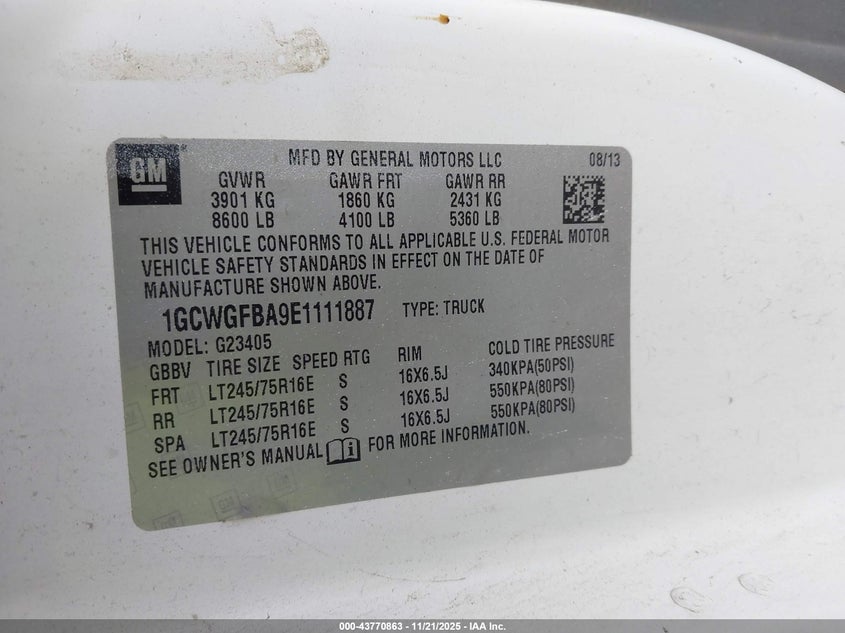 GM
MFD BY GENERAL MOTORS LLC 08/13
GVWR GAWR FRT GAWR RR
3901 KG 1860 KG 2431 KG
8600 LB 4100 LB 5360 LB
THIS VEHICLE CONFORMS TO ALL APPLICABLE U.S. FEDERAL MOTOR
VEHICLE SAFETY STANDARDS IN EFFECT ON THE DATE OF
MANUFACTURE SHOWN ABOVE.
1GCWGFBA9E1111887 TYPE: TRUCK
MODEL: G23405
GBBV TIRE SIZE SPEED RTG RIM COLD TIRE PRESSURE
FRT LT245/75R16E S 16X6.5J 340KPA(50PSI)
RR LT245/75R16E S 16X6.5J 550KPA(80PSI)
SPA LT245/75R16E S 16X6.5J 550KPA(80PSI)
SEE OWNER'S MANUAL FOR MORE INFORMATION.
GM GM GM
000-43770863 - 11/21/2025 - IAA Inc.